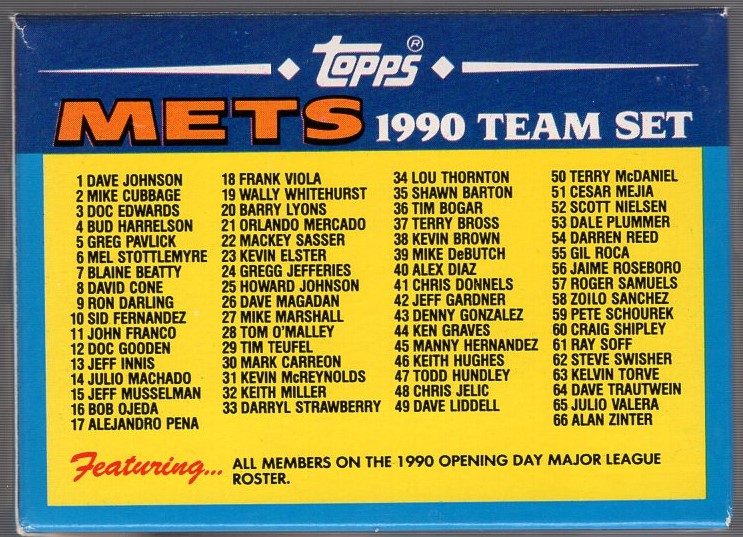 Topps®
METS 1990 TEAM SET
1 DAVE JOHNSON
2 MIKE CUBBAGE
3 DOC EDWARDS
4 BUD HARRELSON
5 GREG PAVLICK
6 MEL STOTTLEMYRE
7 BLAINE BEATTY
8 DAVID CONE
9 RON DARLING
10 SID FERNANDEZ
11 JOHN FRANCO
12 DOC GOODEN
13 JEFF INNIS
14 JULIO MACHADO
15 JEFF MUSSELMAN
16 BOB OJEDA
17 ALEJANDRO PENA
18 FRANK VIOLA
19 WALLY WHITEHURST
20 BARRY LYONS
21 ORLANDO MERCADO
22 MACKEY SASSER
23 KEVIN ELSTER
24 GREGG JEFFERIES
25 HOWARD JOHNSON
26 DAVE MAGADAN
27 MIKE MARSHALL
28 TOM O'MALLEY
29 TIM TEUFEL
30 MARK CARREON
31 KEVIN McREYNOLDS
32 KEITH MILLER
33 DARRYL STRAWBERRY
34 LOU THORNTON
35 SHAWN BARTON
36 TIM BOGAR
37 TERRY BROSS
38 KEVIN BROWN
39 MIKE DeBUTCH
40 ALEX DIAZ
41 CHRIS DONNELS
42 JEFF GARDNER
43 DENNY GONZALEZ
44 KEN GRAVES
45 MANNY HERNANDEZ
46 KEITH HUGHES
47 TODD HUNDLEY
48 CHRIS JELIC
49 DAVE LIDDELL
50 TERRY McDANIEL
51 CESAR MEJIA
52 SCOTT NIELSEN
53 DALE PLUMMER
54 DARREN REED
55 GIL ROCA
56 JAIME ROSEBORO
57 ROGER SAMUELS
58 ZOILO SANCHEZ
59 PETE SCHOUREK
60 CRAIG SHIPLEY
61 RAY SOFF
62 STEVE SWISHER
63 KELVIN TORVE
64 DAVE TRAUTWEIN
65 JULIO VALERA
66 ALAN ZINTER
Featuring... ALL MEMBERS ON THE 1990 OPENING DAY MAJOR LEAGUE
ROSTER.